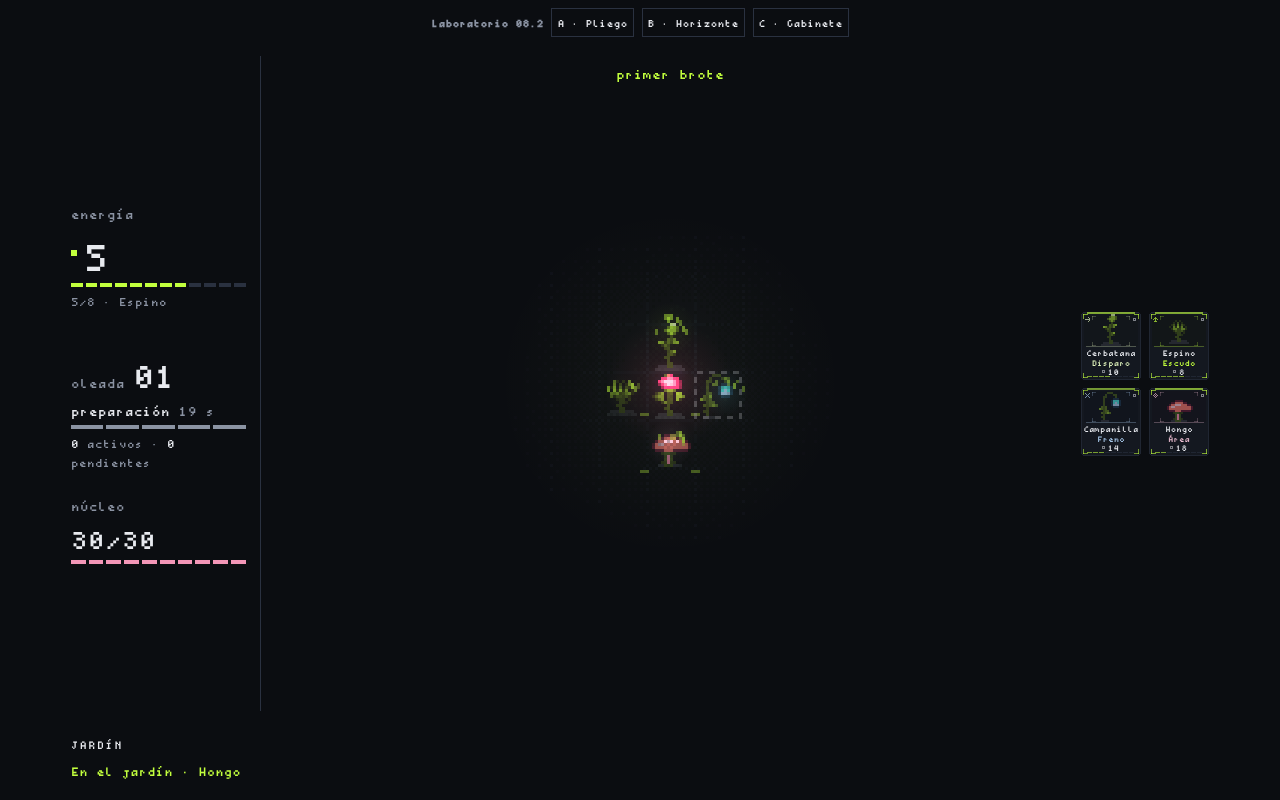 Laboratorio 08.2
A · Pliego
B · Horizonte
C · Gabinete
primer brote
energía
5
5/8 · Espino
oleada 01
preparación 19 s
0 activos · 0
pendientes
núcleo
30/30
Cerbatana
Disparo
10
Espino
Escudo
8
Campanilla
Freno
14
Hongo
Área
18
JARDÍN
En el jardín · Hongo